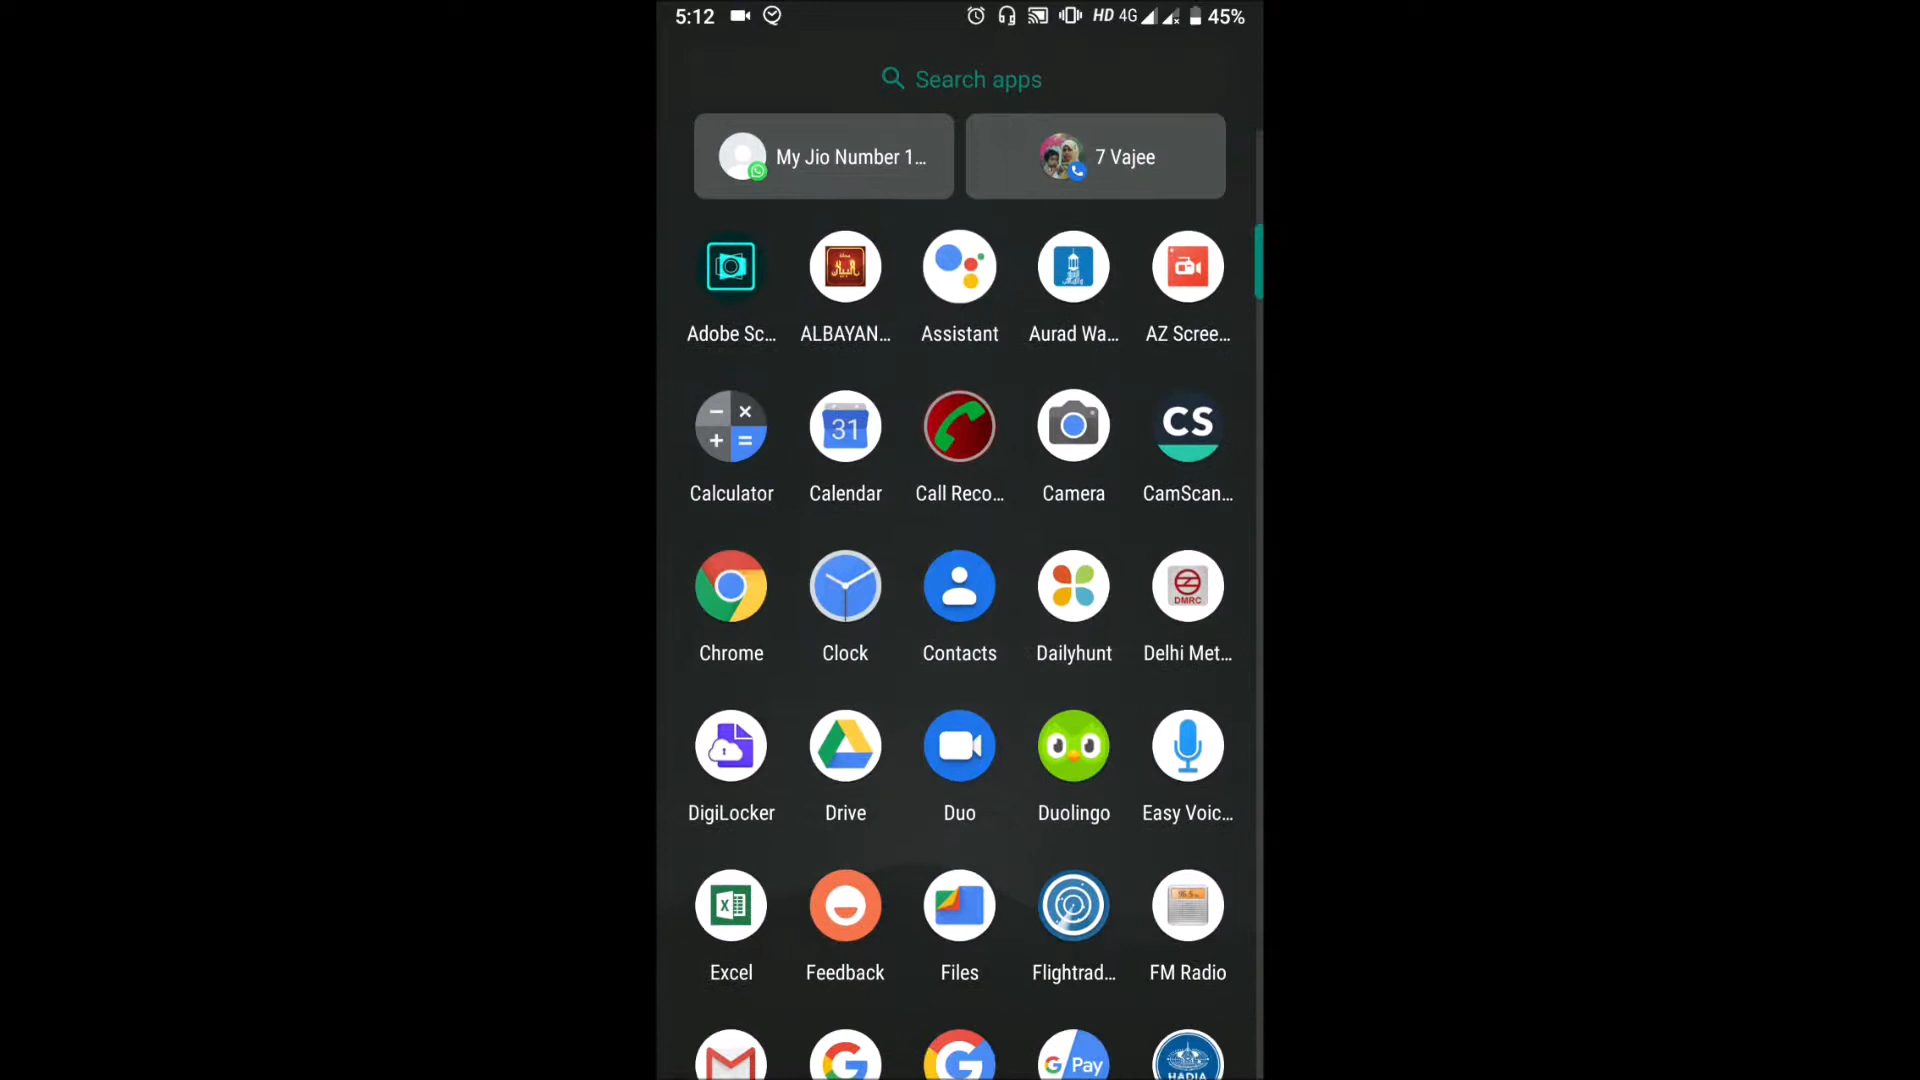 5:12 HD 4G 45%
Search apps
My Jio Number 1... 7 Vajee
Adobe Sc... ALBAYAN... Assistant Aurad Wa... AZ Scree...
31 CS
Calculator Calendar Call Reco... Camera CamScan...
DMRC
Chrome Clock Contacts Dailyhunt Delhi Met...
DigiLocker Drive Duo Duolingo Easy Voic...
Excel Feedback Files Flightrad... FM Radio
G Pay HADIA